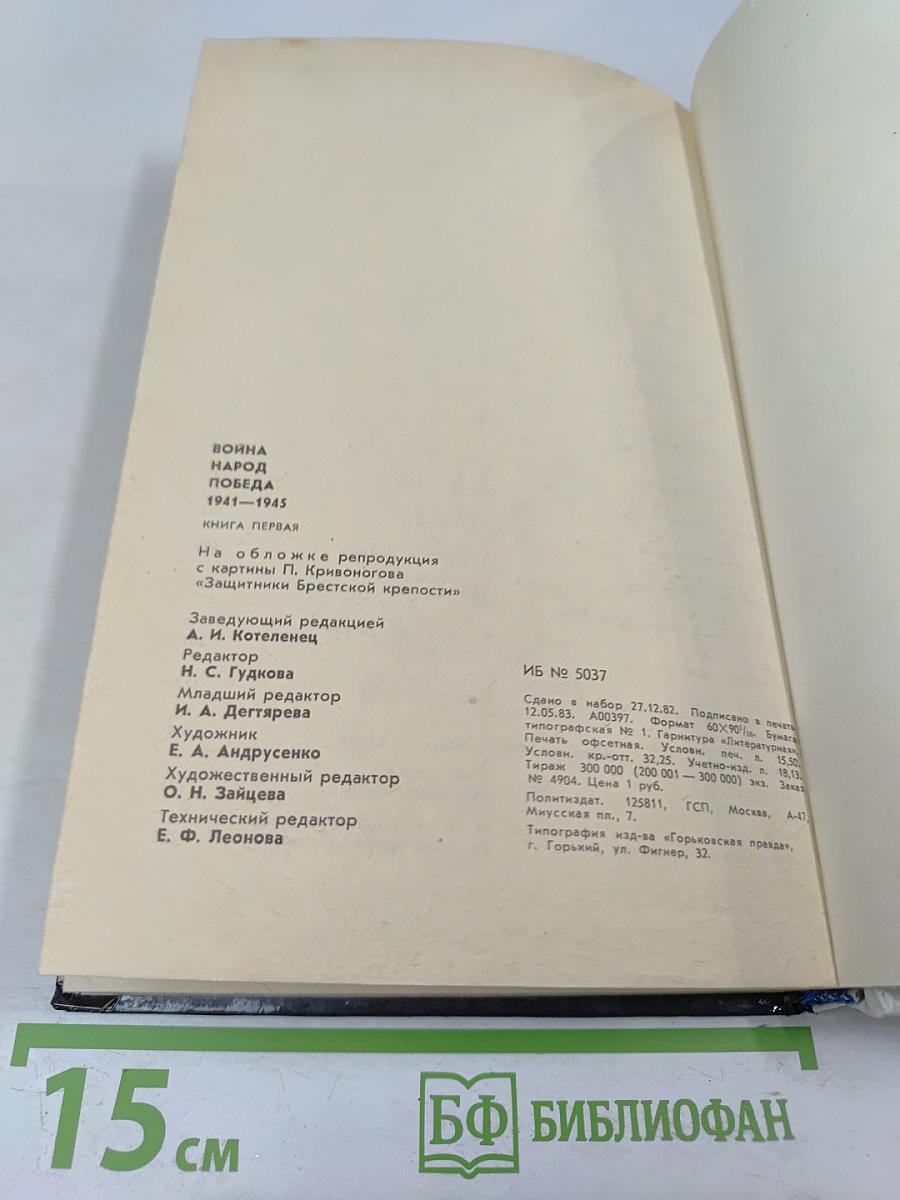 ВОЙНА
НАРОД
ПОБЕДА
1941—1945
КНИГА ПЕРВАЯ
На обложке репродукция
с картины П. Кривоногова
«Защитники Брестской крепости»
Заведующий редакцией
А. И. Котеленец
Редактор
Н. С. Гудкова
Младший редактор
И. А. Дегтярева
Художник
Е. А. Андрусенко
Художественный редактор
О. Н. Зайцева
Технический редактор
Е. Ф. Леонова
ИБ № 5037
Сдано в набор 27.12.82. Подписано в печать
12.05.83. А00397. Формат 60×90¹/₁₆. Бумага
типографская № 1. Гарнитура «Литературная».
Печать офсетная. Условн. печ. л. 15,50.
Условн. кр.-отт. 32,25. Учетно-изд. л. 18,13.
Тираж 300 000 (200 001 — 300 000) экз. Заказ
№ 4904. Цена 1 руб.
Политиздат. 125811, ГСП, Москва, А-47,
Миусская пл., 7.
Типография изд-ва «Горьковская правда»,
г. Горький, ул. Фигнер, 32.
15 см
БФ БИБЛИОФАН